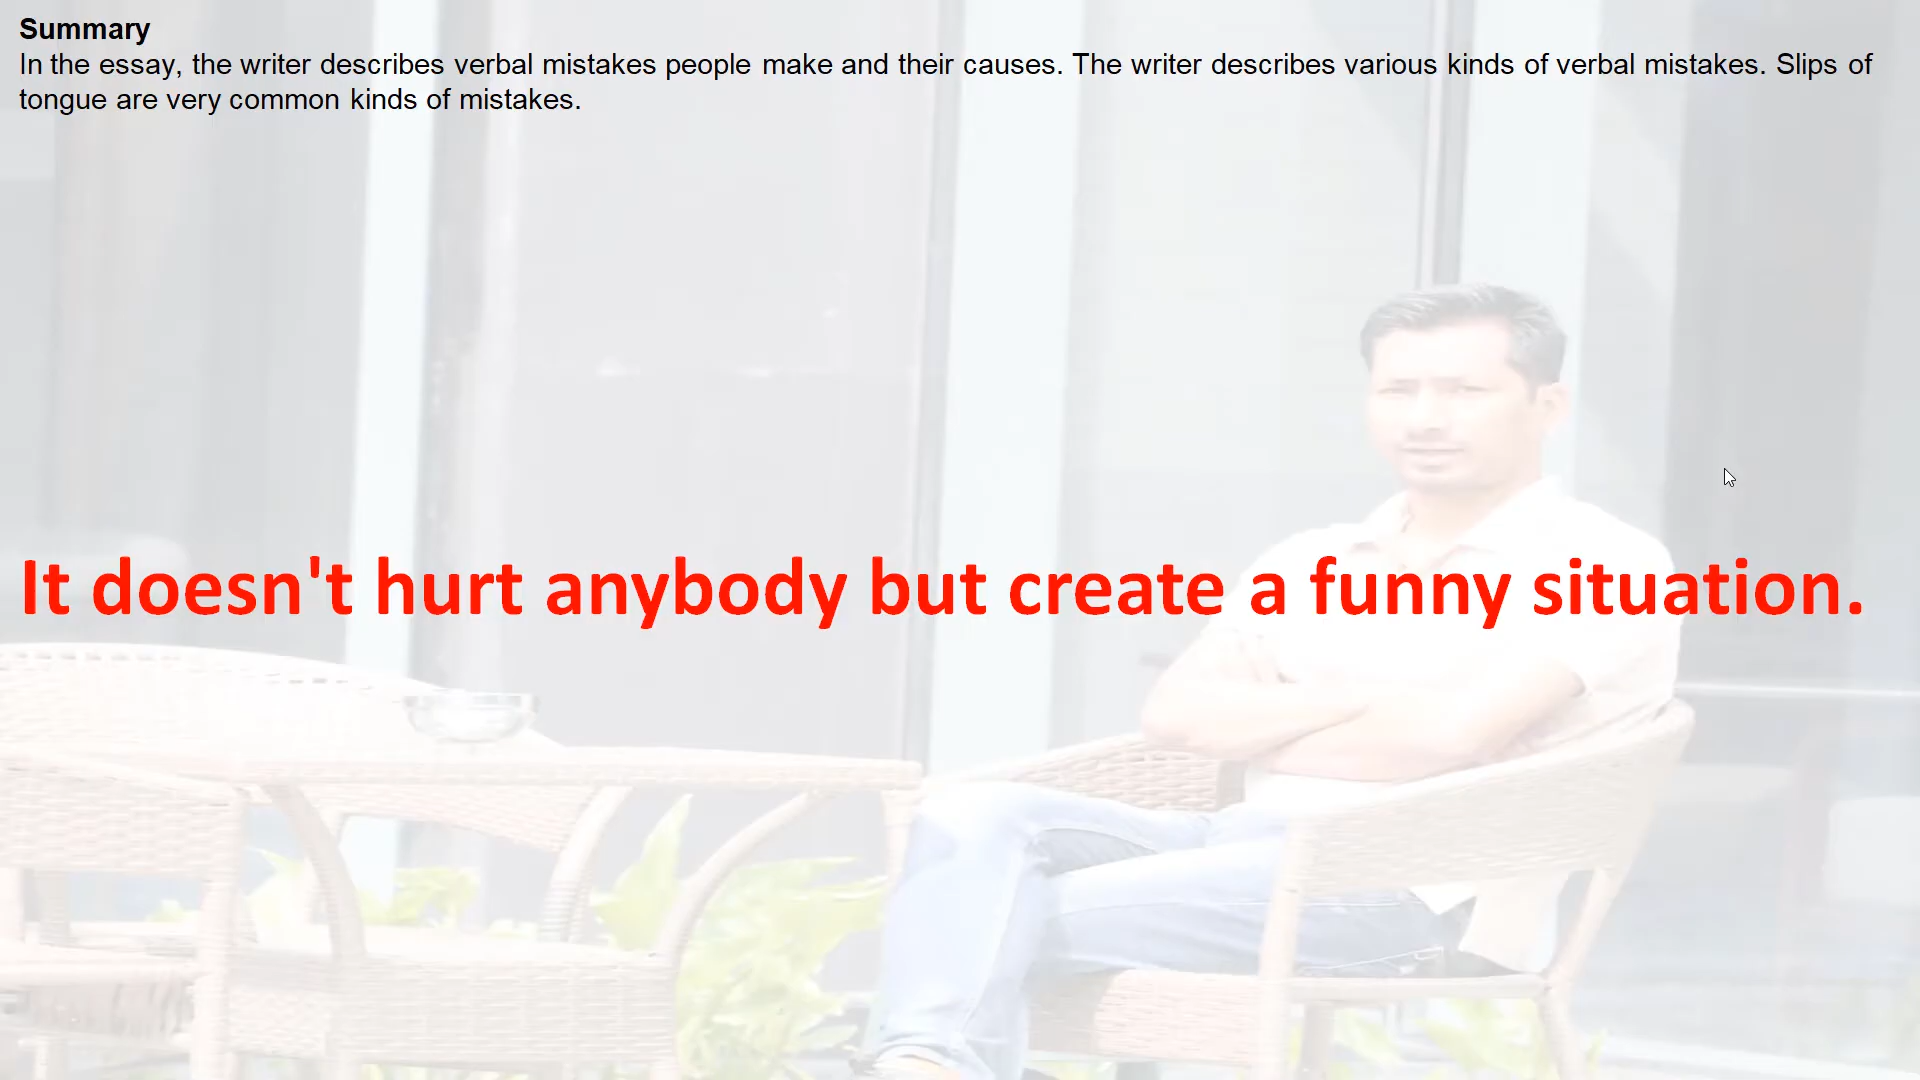 Summary
In the essay, the writer describes verbal mistakes people make and their causes. The writer describes various kinds of verbal mistakes. Slips of
tongue are very common kinds of mistakes.
It doesn't hurt anybody but create a funny situation.